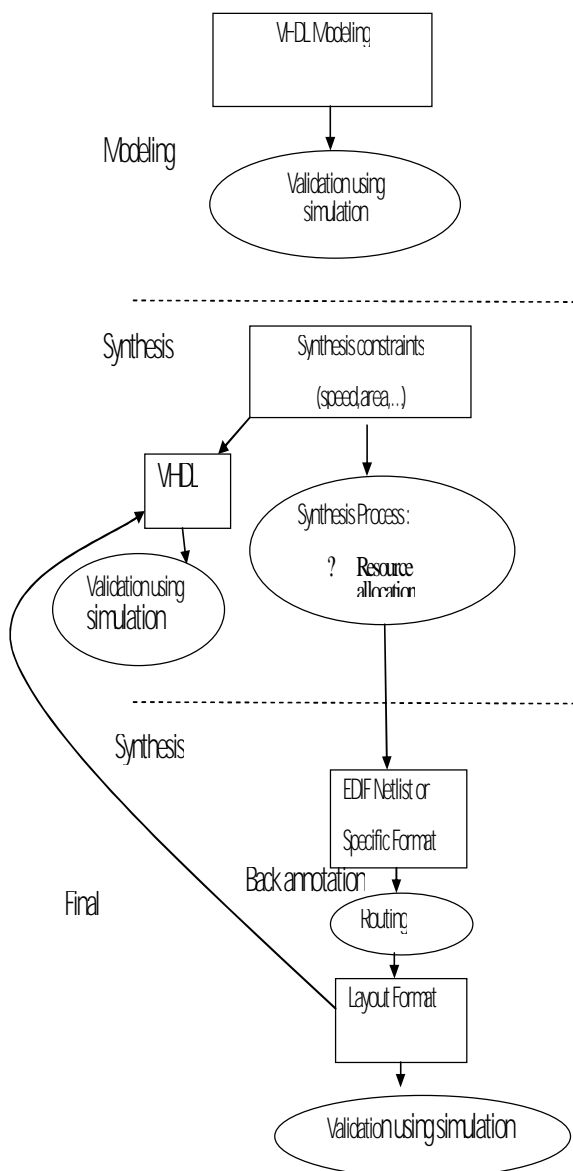 VHDL Modeling
Modeling
Validation using
simulation
Synthesis
Synthesis constraints
(speed,area,...)
VHDL
Synthesis Process :
? Resource
allocation
Validation using
simulation
Synthesis
EDIF Netlist or
Specific Format
Back annotation
Final
Routing
Layout Format
Validation using simulation